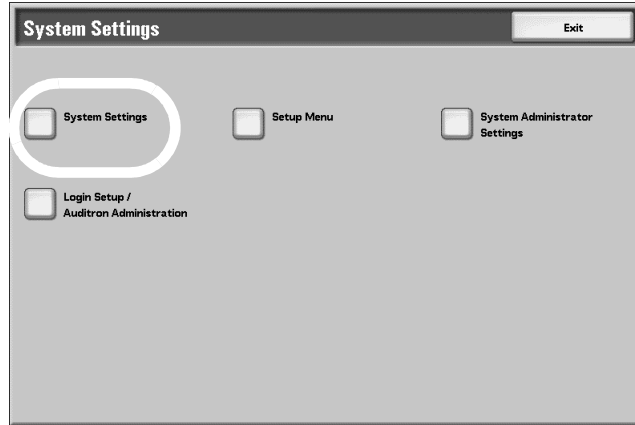 System Settings
Exit
System Settings
Setup Menu
System Administrator
Settings
Login Setup /
Auditron Administration